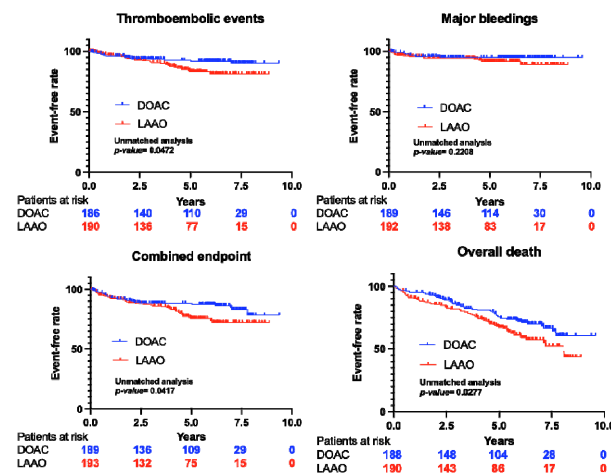 Thromboembolic events
Event-free rate
100
50
0
DOAC
LAAO
Unmatched analysis
p-value= 0.0472
0.0 2.5 5.0 7.5 10.0
Years
Patients at risk
DOAC 186 140 110 29 0
LAAO 190 136 77 15 0
Major bleedings
Event-free rate
100
50
0
DOAC
LAAO
Unmatched analysis
p-value= 0.2208
0.0 2.5 5.0 7.5 10.0
Years
Patients at risk
DOAC 189 146 114 30 0
LAAO 192 138 83 17 0
Combined endpoint
Event-free rate
100
50
0
DOAC
LAAO
Unmatched analysis
p-value= 0.0417
0.0 2.5 5.0 7.5 10.0
Years
Patients at risk
DOAC 189 136 109 29 0
LAAO 193 132 75 15 0
Overall death
Event-free rate
100
50
0
DOAC
LAAO
Unmatched analysis
p-value= 0.0277
0.0 2.5 5.0 7.5 10.0
Years
Patients at risk
DOAC 188 148 104 28 0
LAAO 190 143 86 17 0